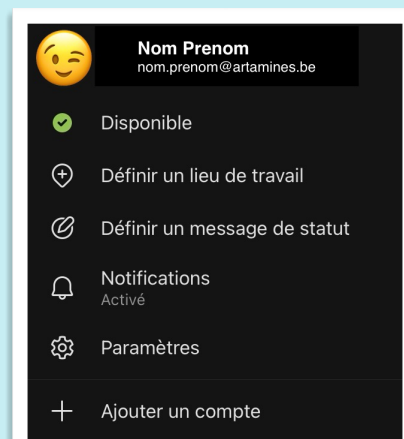 Nom Prenom
nom.prenom@artamines.be
Disponible
Définir un lieu de travail
Définir un message de statut
Notifications
Activé
Paramètres
Ajouter un compte